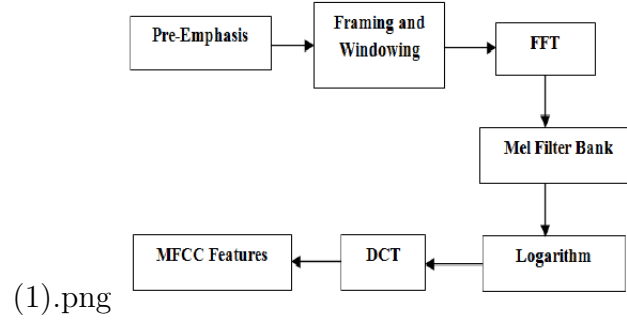 Pre-Emphasis
Framing and
Windowing
FFT
Mel Filter Bank
Logarithm
DCT
MFCC Features
(1).png